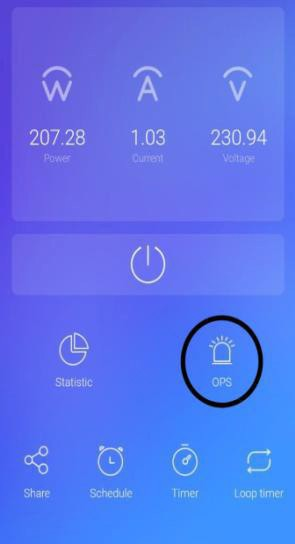 W A V
207.28 1.03 230.94
Power Current Voltage
Statistic OPS
Share Schedule Timer Loop timer